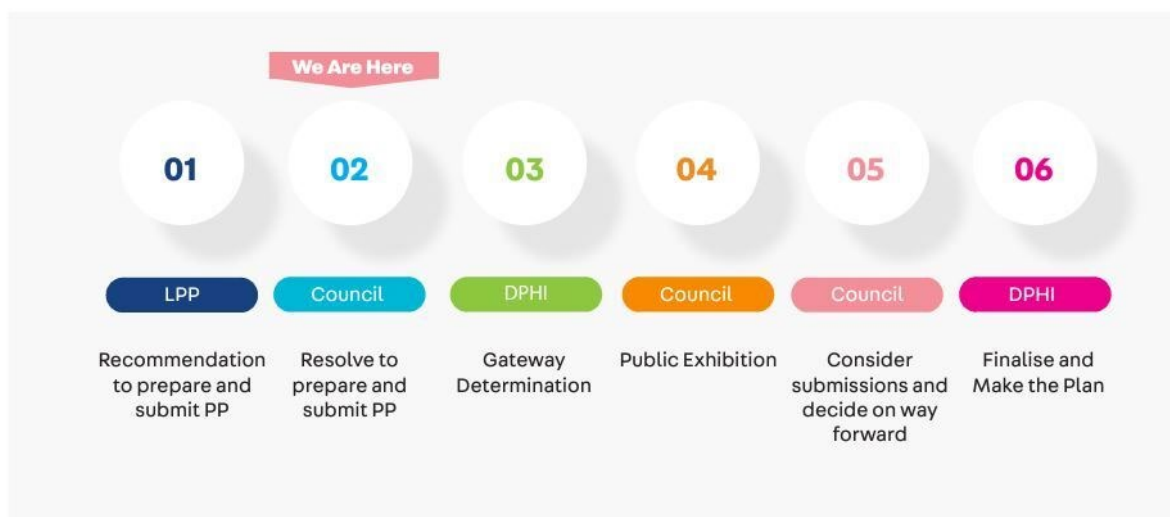 We Are Here
01
02
03
04
05
06
LPP
Council
DPHI
Council
Council
DPHI
Recommendation
to prepare and
submit PP
Resolve to
prepare and
submit PP
Gateway
Determination
Public Exhibition
Consider
submissions and
decide on way
forward
Finalise and
Make the Plan